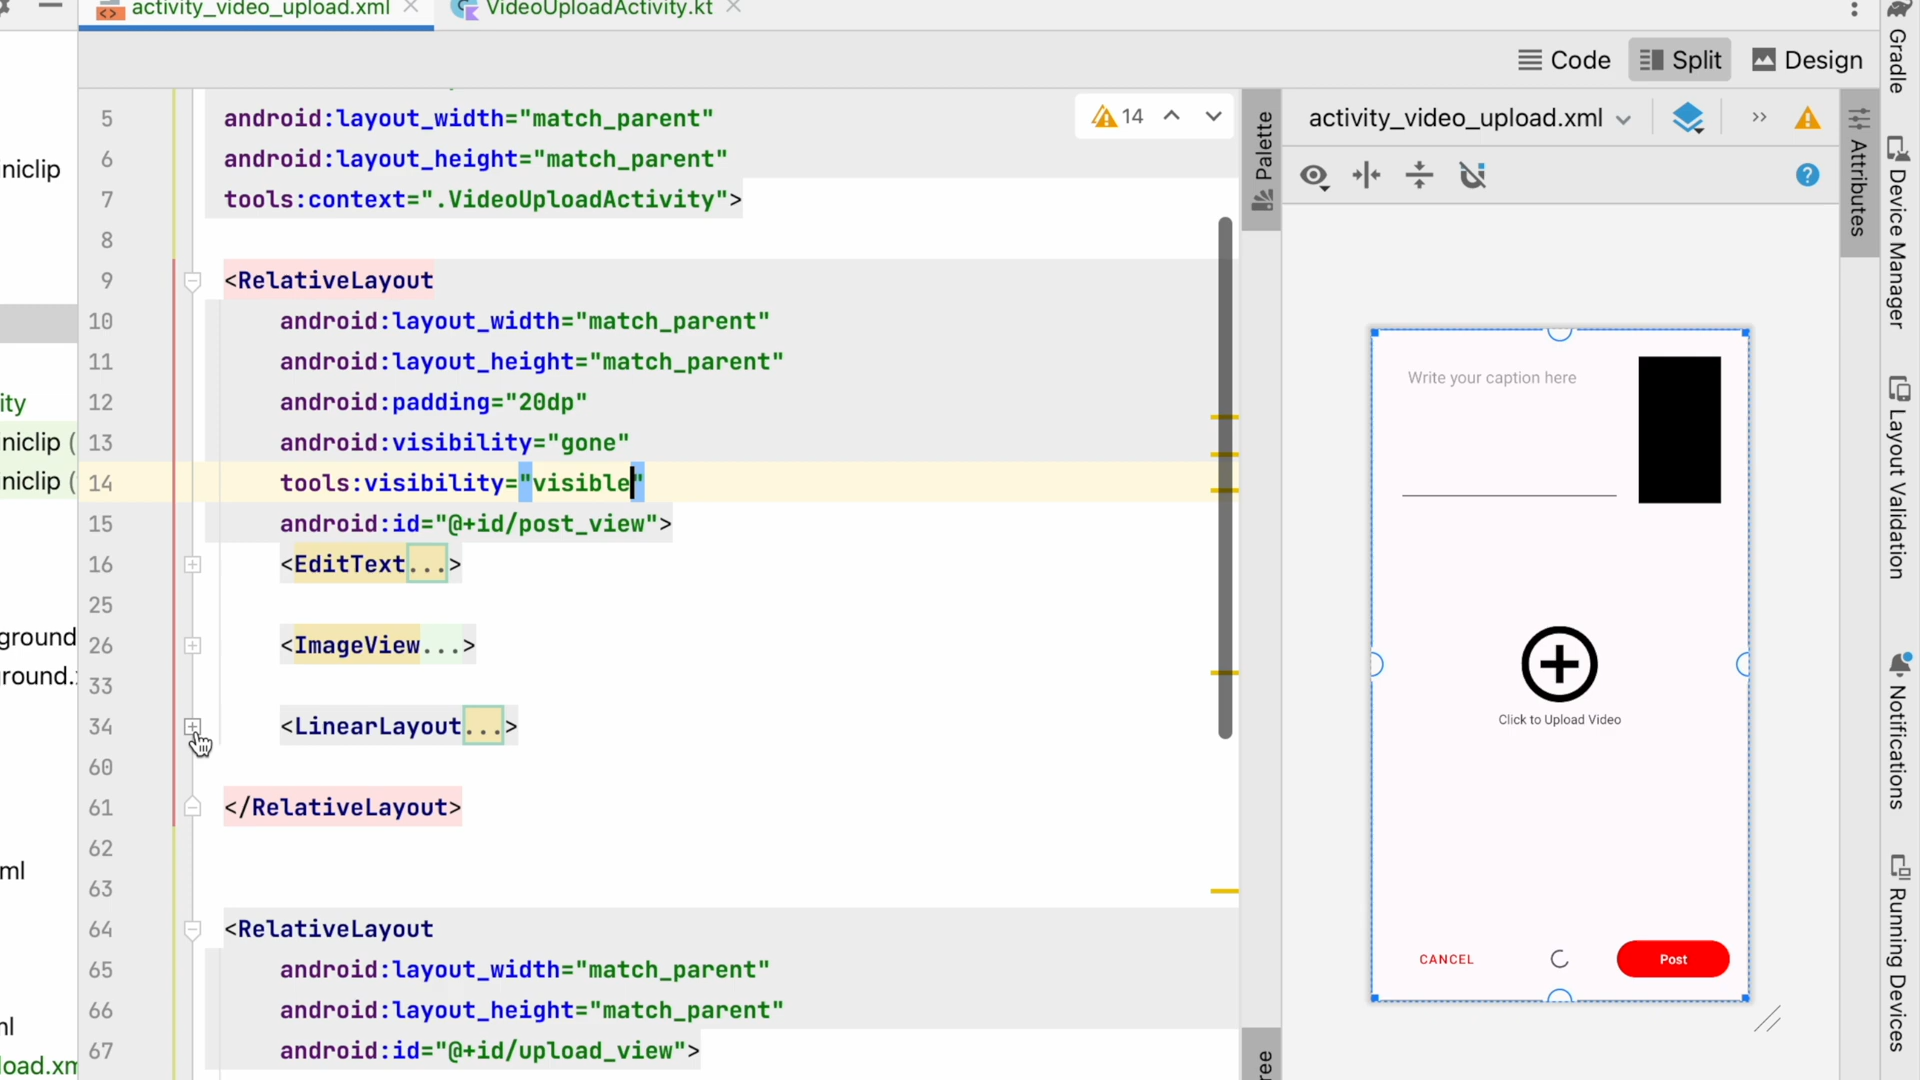 activity_video_upload.xml
VideoUploadActivity.kt
Code
Split
Design
5 android:layout_width="match_parent"
6 android:layout_height="match_parent"
7 tools:context=".VideoUploadActivity">
8
9 <RelativeLayout
10 android:layout_width="match_parent"
11 android:layout_height="match_parent"
12 android:padding="20dp"
13 android:visibility="gone"
14 tools:visibility="visible"
15 android:id="@+id/post_view">
16 <EditText...>
25
26 <ImageView...>
33
34 <LinearLayout...>
60
61 </RelativeLayout>
62
63
64 <RelativeLayout
65 android:layout_width="match_parent"
66 android:layout_height="match_parent"
67 android:id="@+id/upload_view">
14
niclip
ity
niclip (
niclip (
ground
round.:
ml
nl
load.xm
Palette
ree
activity_video_upload.xml
»
?
Write your caption here
Click to Upload Video
CANCEL
Post
Attributes
Gradle
Device Manager
Layout Validation
Notifications
Running Devices